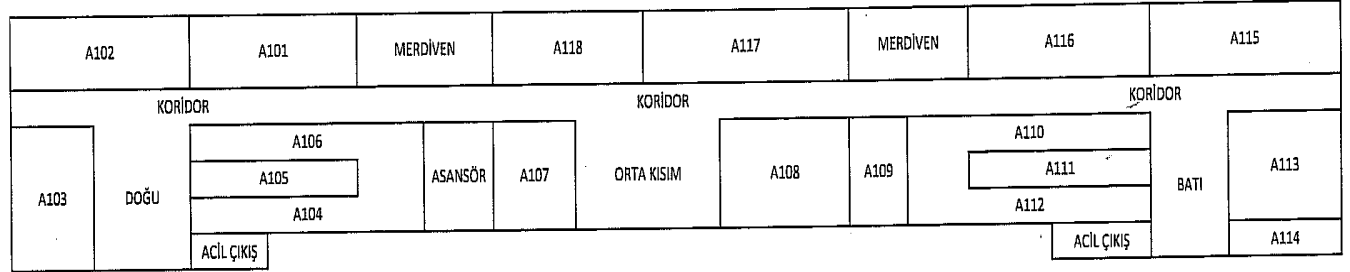 A102
A101
MERDİVEN
A118
A117
MERDİVEN
A116
A115
KORİDOR
KORİDOR
KORİDOR
A103
DOĞU
A106
A105
A104
ACİL ÇIKIŞ
ASANSÖR
A107
ORTA KISIM
A108
A109
A110
A111
A112
ACİL ÇIKIŞ
BATI
A113
A114